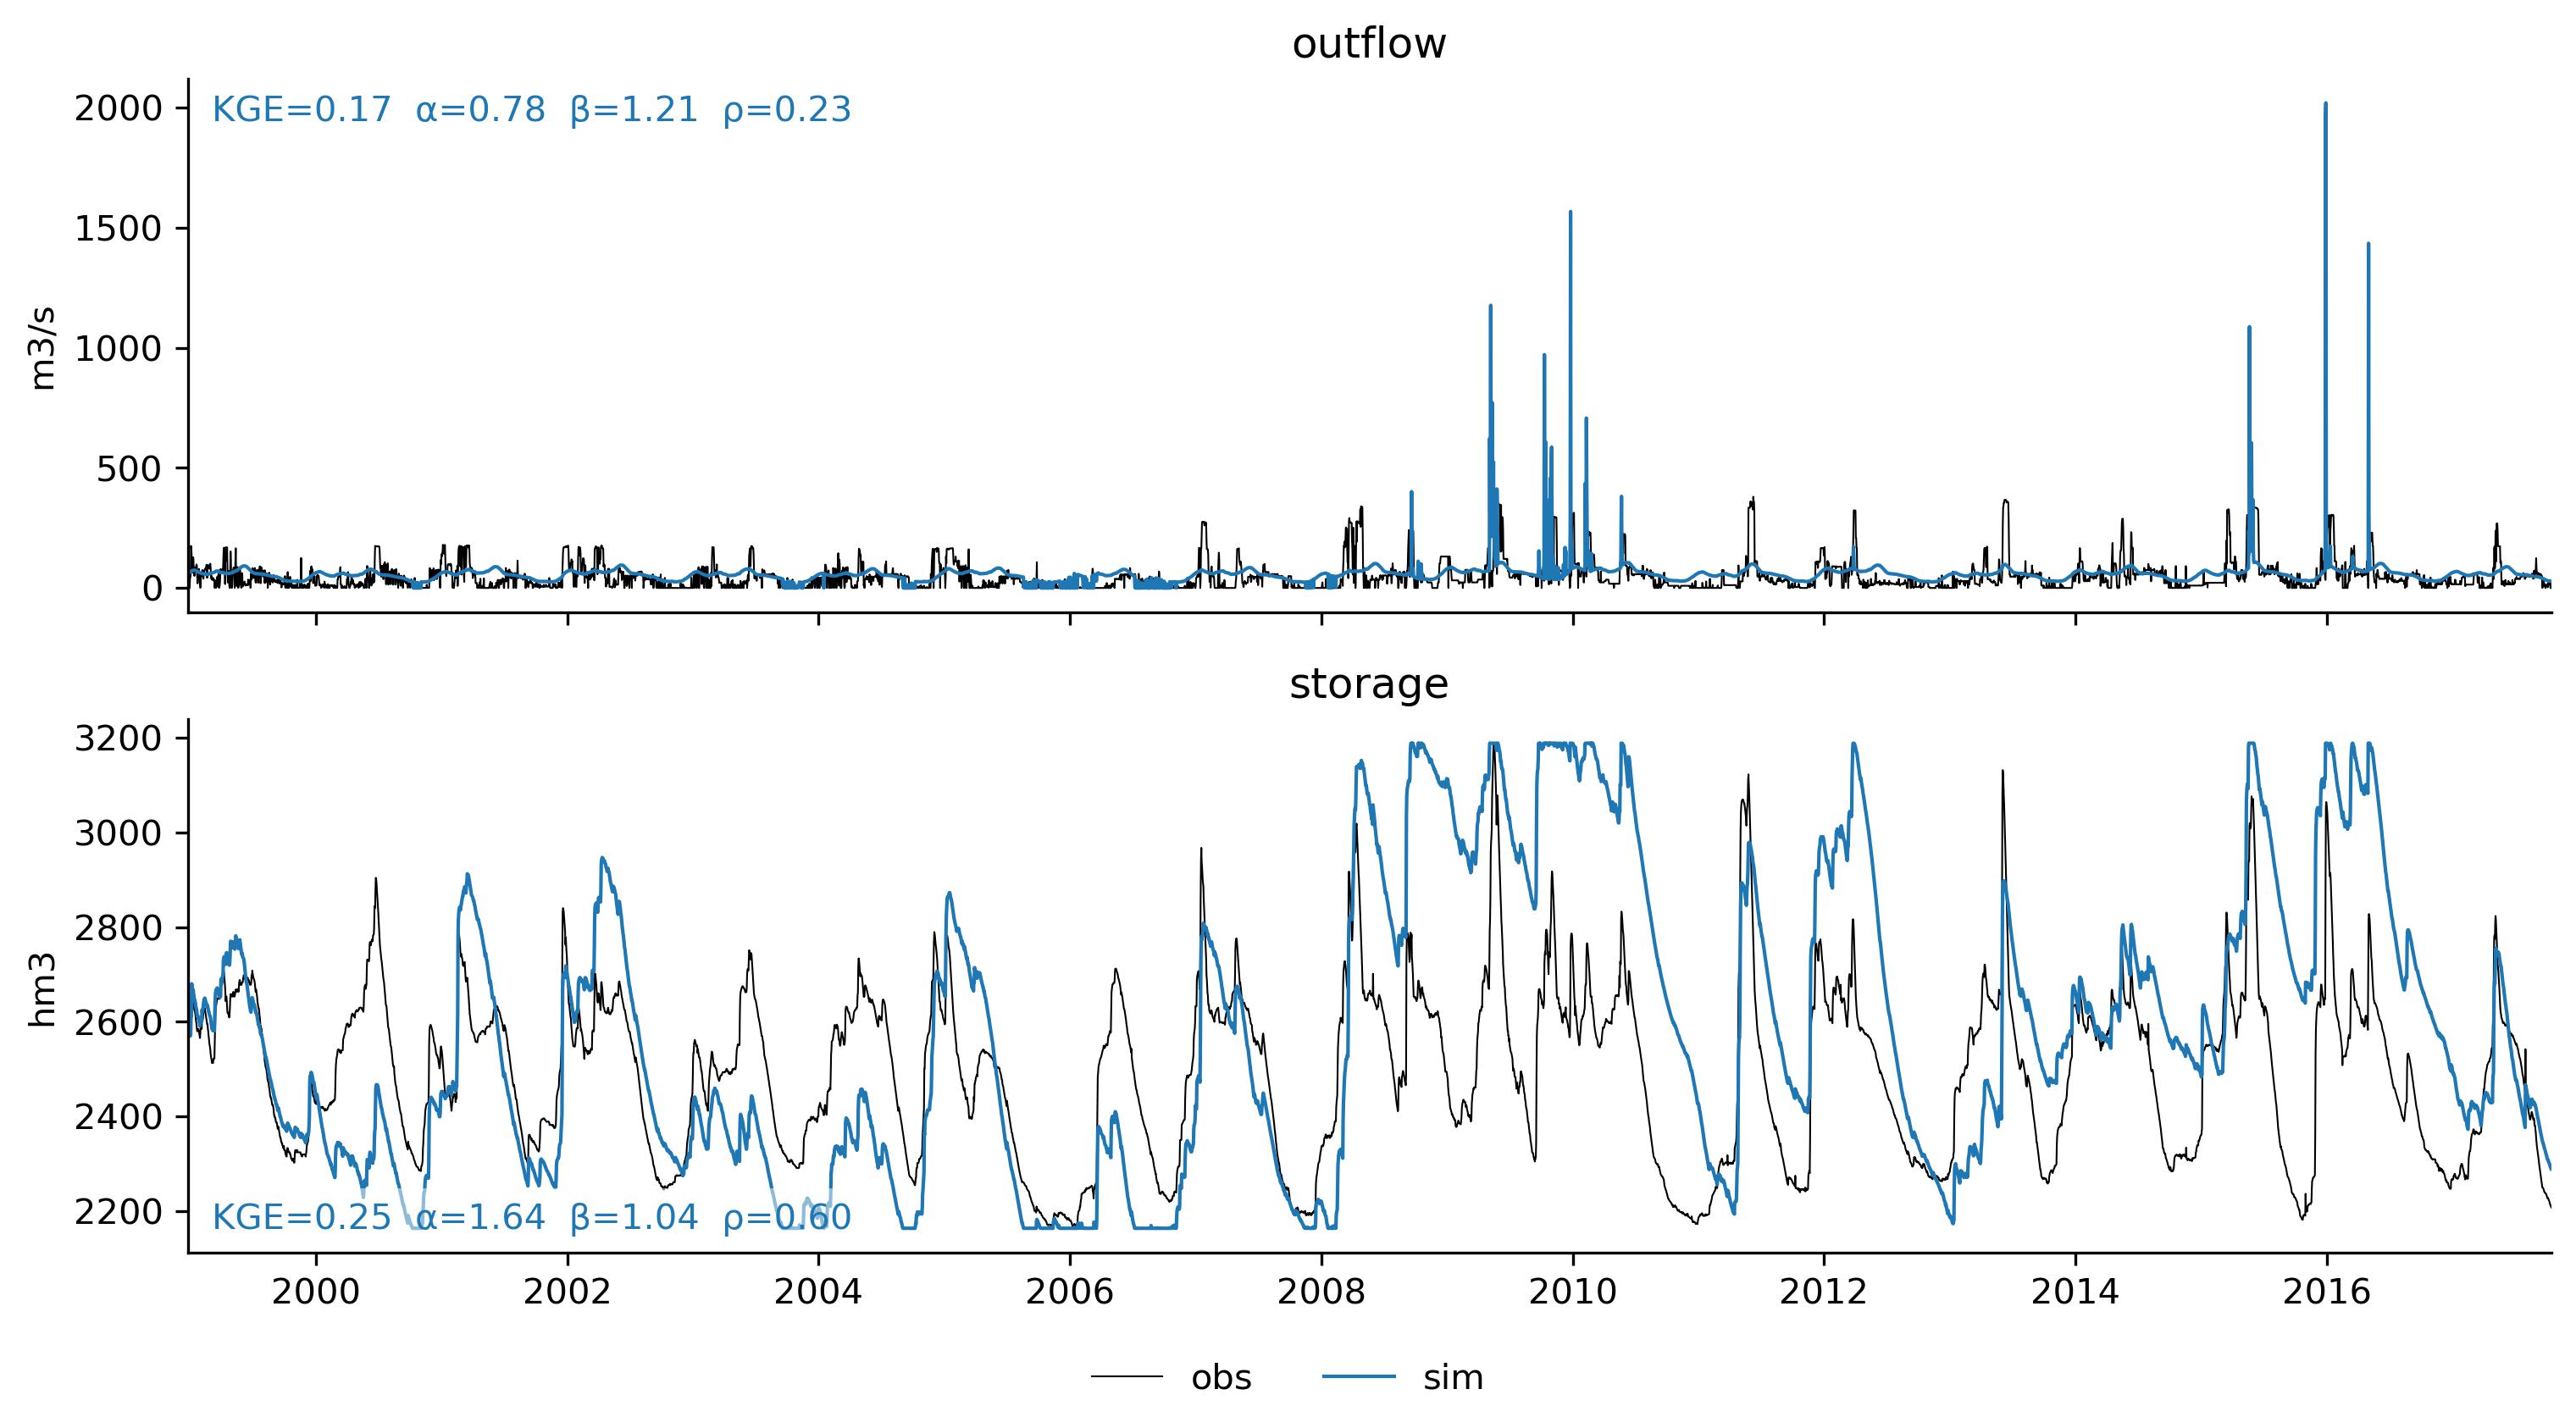 outflow
KGE=0.17 α=0.78 β=1.21 ρ=0.23
2000
1500
1000
500
0
m3/s
storage
3200
3000
2800
2600
2400
2200
hm3
KGE=0.25 α=1.64 β=1.04 ρ=0.60
2000 2002 2004 2006 2008 2010 2012 2014 2016
obs sim